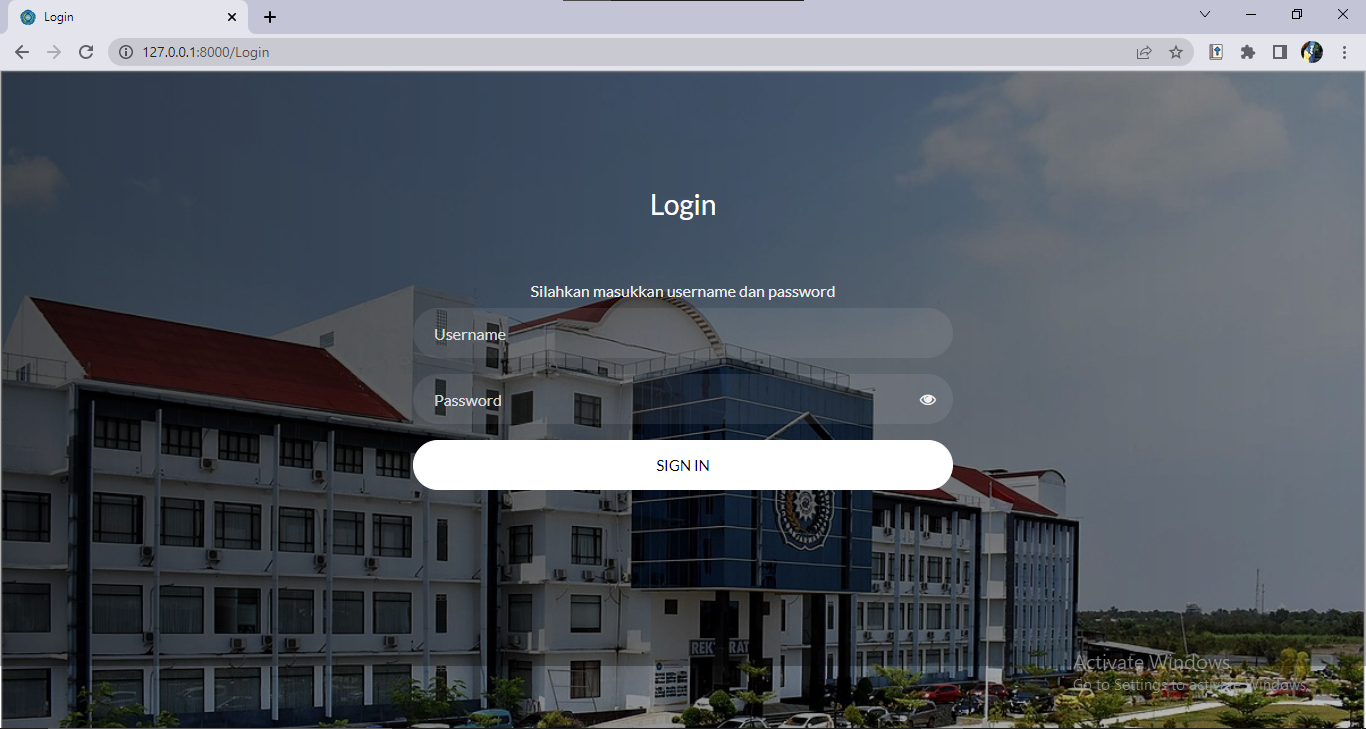 Login
127.0.0.1:8000/Login
Login
Silahkan masukkan username dan password
Username
Password
SIGN IN
REKTORAT
Activate Windows
Go to Settings to activate Windows.